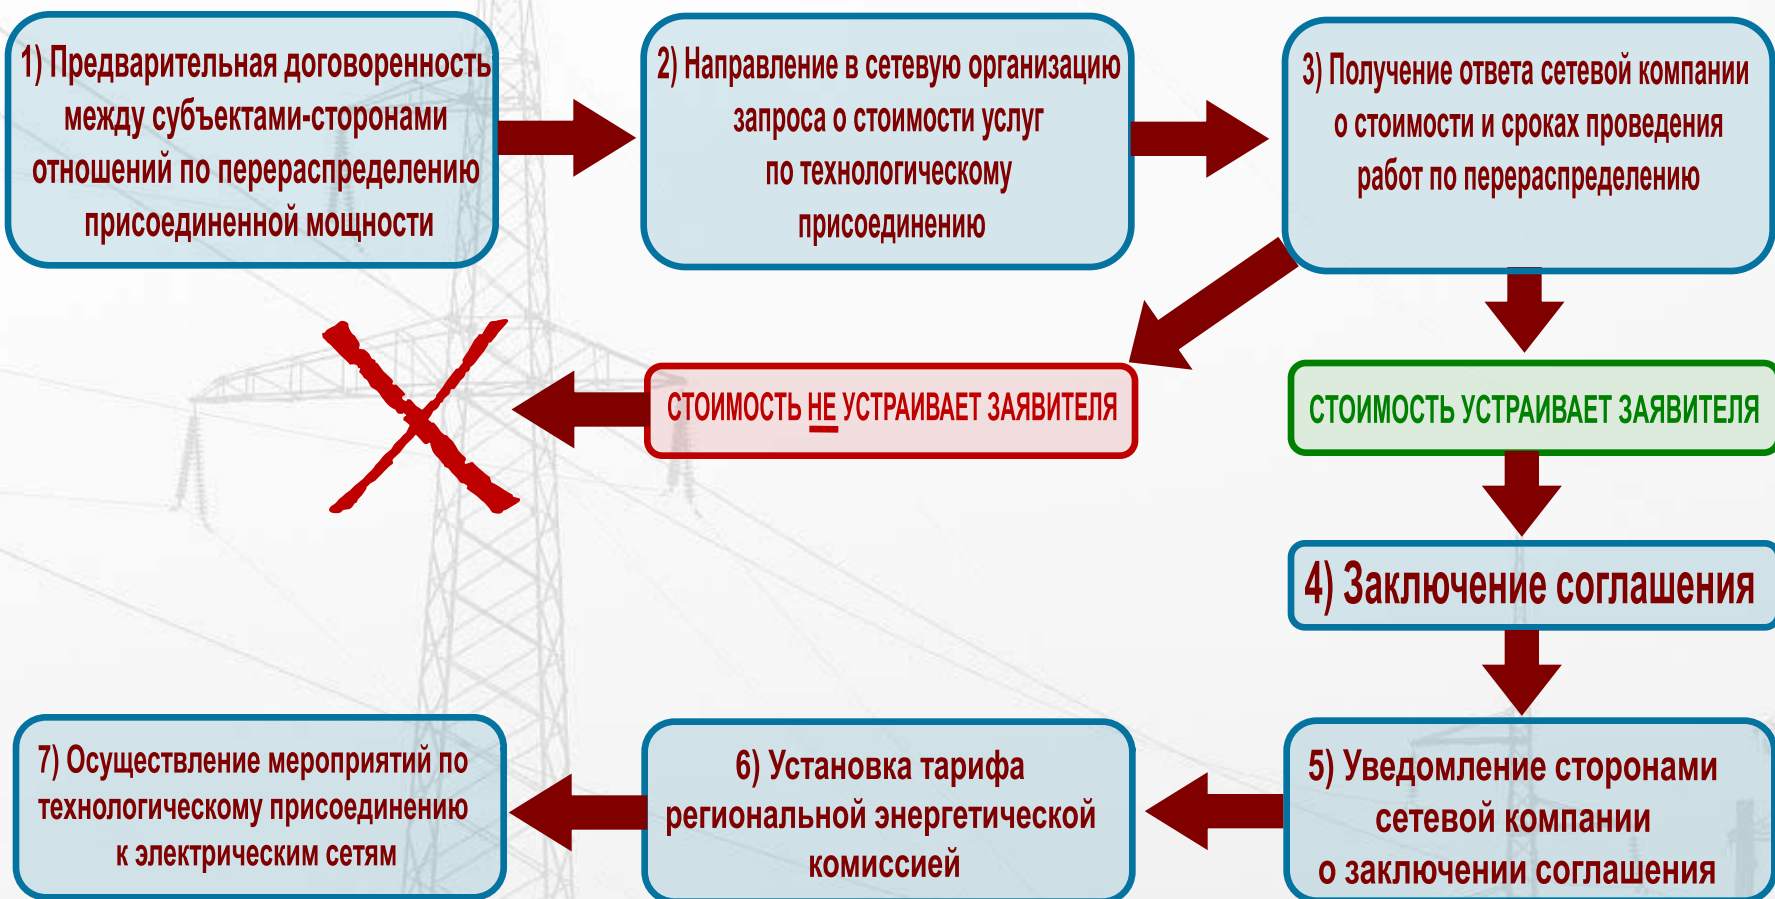 1) Предварительная договоренность
между субъектами-сторонами
отношений по перераспределению
присоединенной мощности
2) Направление в сетевую организацию
запроса о стоимости услуг
по технологическому
присоединению
3) Получение ответа сетевой компании
о стоимости и сроках проведения
работ по перераспределению
СТОИМОСТЬ НЕ УСТРАИВАЕТ ЗАЯВИТЕЛЯ
СТОИМОСТЬ УСТРАИВАЕТ ЗАЯВИТЕЛЯ
4) Заключение соглашения
5) Уведомление сторонами
сетевой компании
о заключении соглашения
6) Установка тарифа
региональной энергетической
комиссией
7) Осуществление мероприятий по
технологическому присоединению
к электрическим сетям